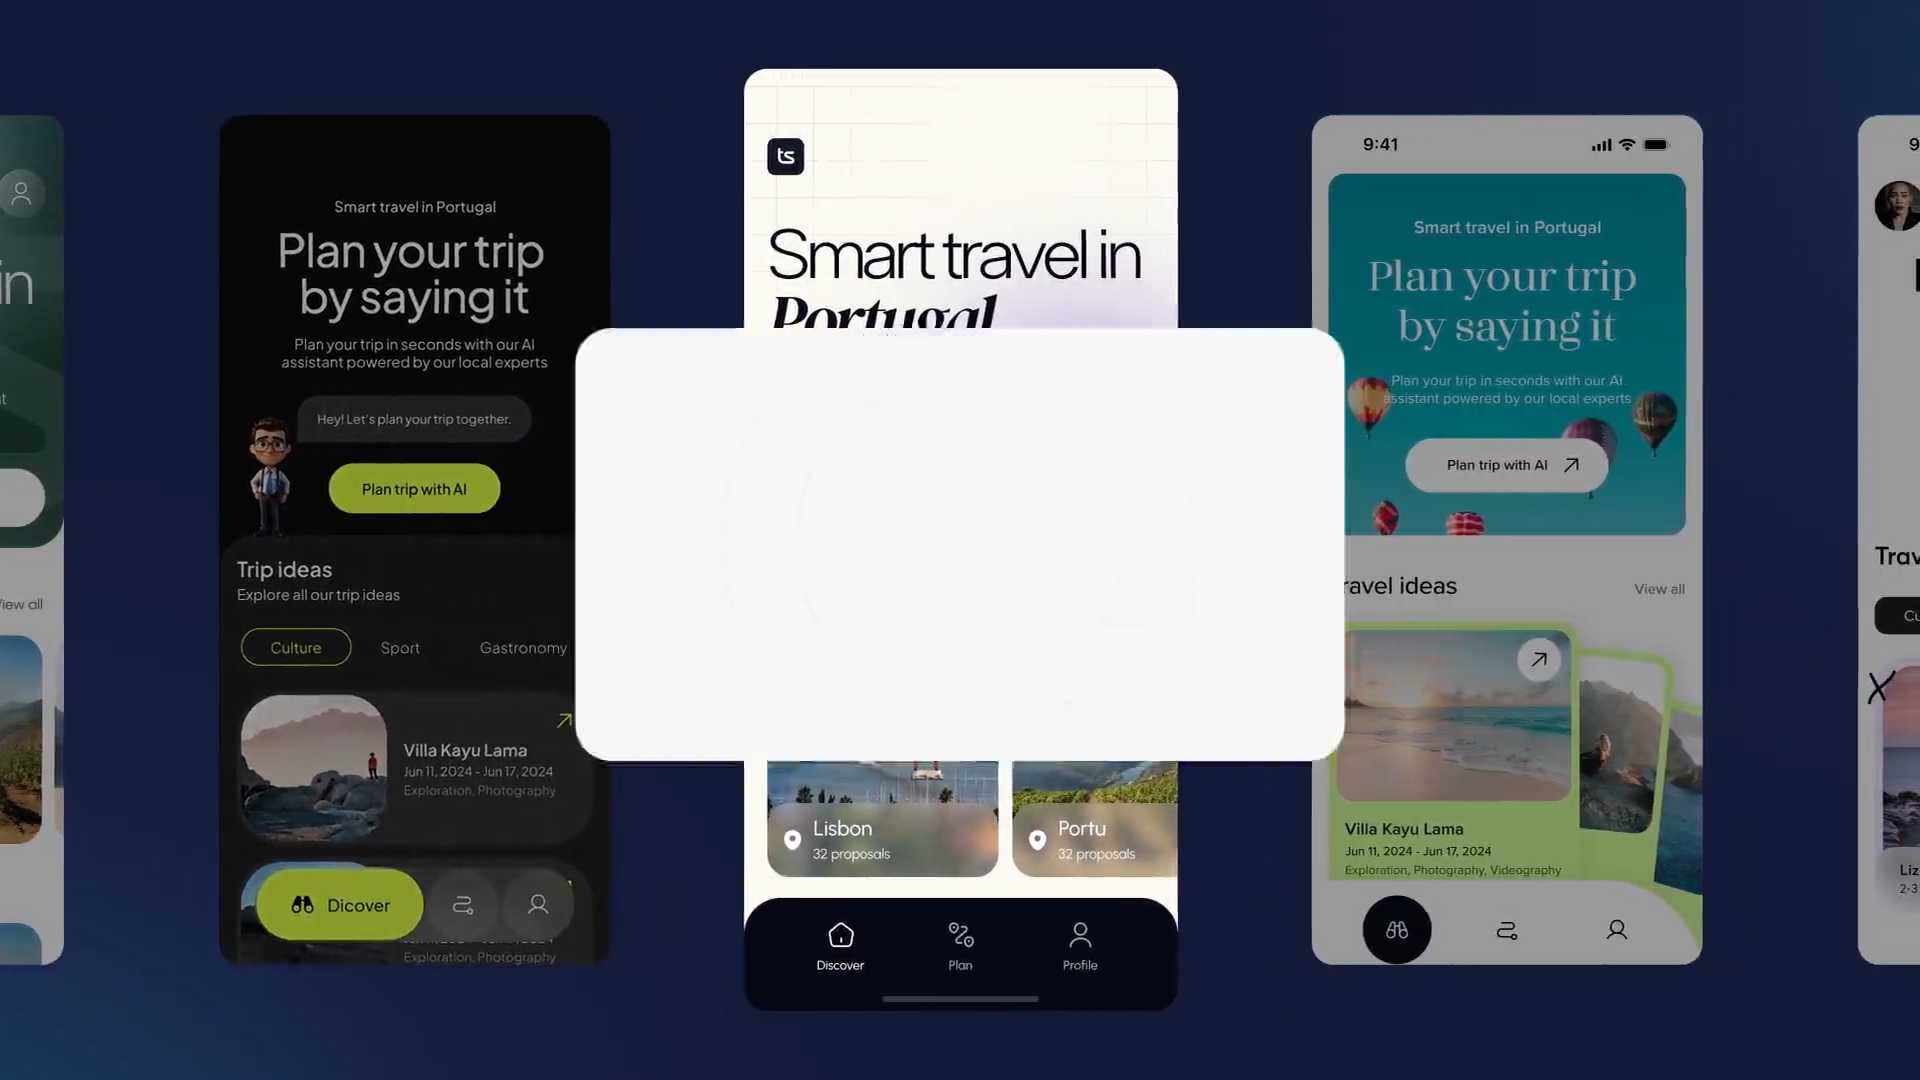 in
View all
Smart travel in Portugal
Plan your trip
by saying it
Plan your trip in seconds with our AI
assistant powered by our local experts
Hey! Let's plan your trip together.
Plan trip with AI
Trip ideas
Explore all our trip ideas
Culture
Sport
Gastronomy
Villa Kayu Lama
Jun 11, 2024 - Jun 17, 2024
Exploration, Photography
Dicover
Exploration, Photography
ts
Smart travel in
Portugal
Lisbon
32 proposals
Portu
32 proposals
Discover
Plan
Profile
9:41
Smart travel in Portugal
Plan your trip
by saying it
Plan your trip in seconds with our AI
assistant powered by our local experts
Plan trip with AI
ravel ideas
View all
Villa Kayu Lama
Jun 11, 2024 - Jun 17, 2024
Exploration, Photography, Videography
9
Trav
Cu
Liz
2-3